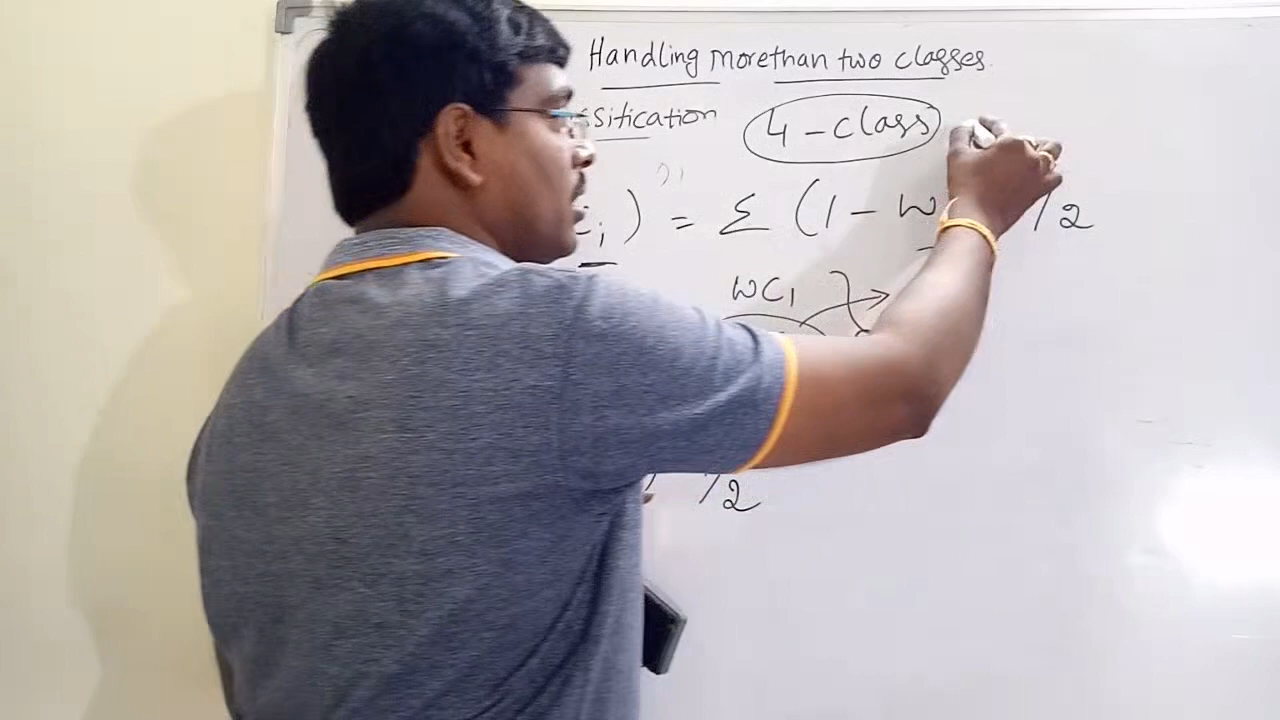 Handling morethan two classes.
ssification 4-class
) = Σ (1 - w /2
WC1
/2